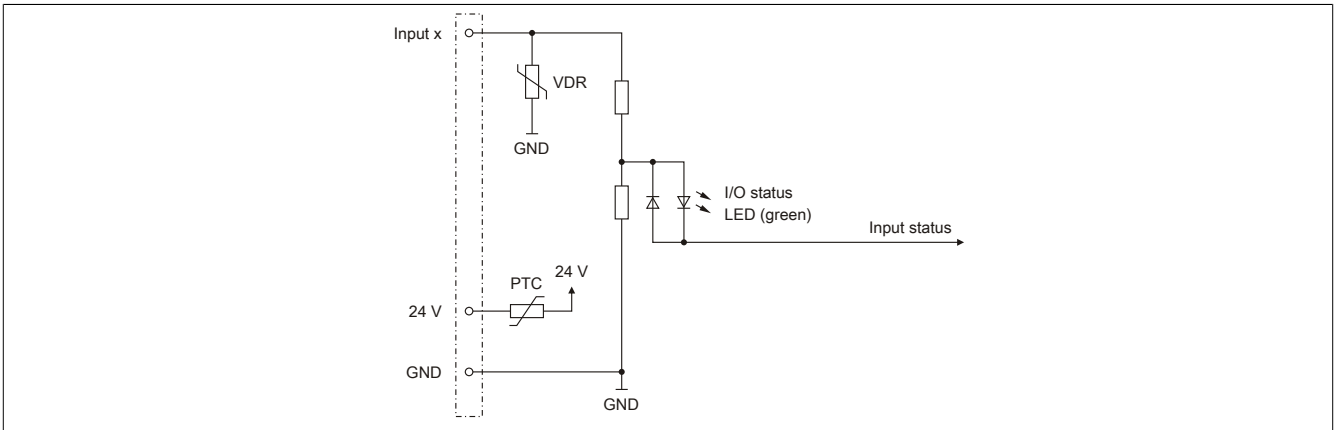 Input x
VDR
GND
I/O status
LED (green)
Input status
24 V
PTC
24 V
GND
GND